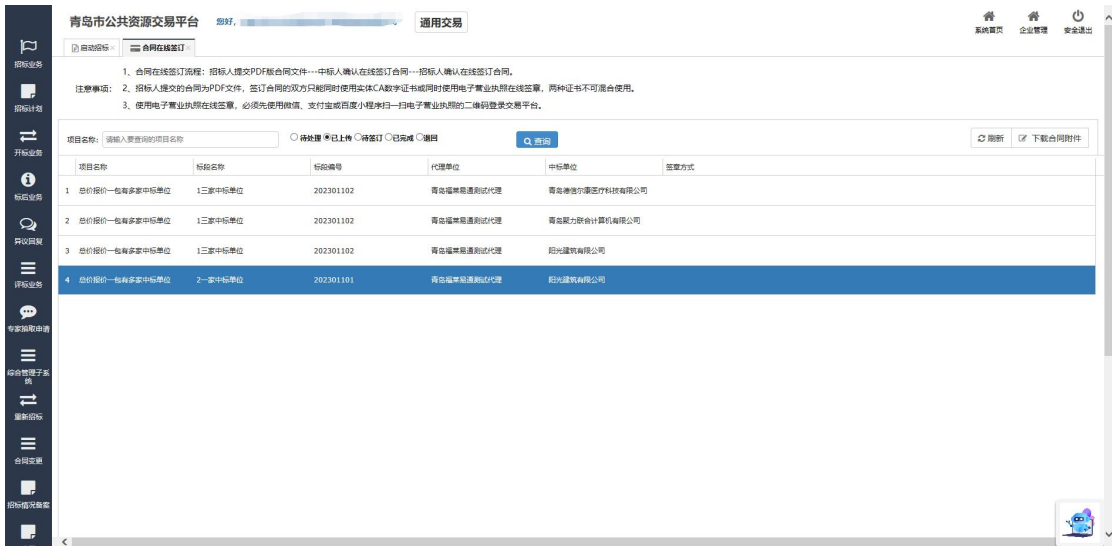 青岛市公共资源交易平台 您好, 通用交易
系统首页 企业管理 安全退出
启动招标× 合同在线签订×
招标业务
招标计划
开标业务
标后业务
异议回复
评标业务
专家抽取申请
综合管理子系统
重新招标
合同变更
招标情况备案
注意事项:
1、合同在线签订流程:招标人提交PDF版合同文件---中标人确认在线签订合同---招标人确认在线签订合同。
2、招标人提交的合同为PDF文件,签订合同的双方只能同时使用实体CA数字证书或同时使用电子营业执照在线签章,两种证书不可混合使用。
3、使用电子营业执照在线签章,必须先使用微信、支付宝或百度小程序扫一扫电子营业执照的二维码登录交易平台。
项目名称: 请输入要查询的项目名称 待处理 已上传 待签订 已完成 退回 查询 刷新 下载合同附件
项目名称 标段名称 标段编号 代理单位 中标单位 签章方式
1 总价报价一包有多家中标单位 1三家中标单位 202301102 青岛福莱易通测试代理 青岛德信尔康医疗科技有限公司
2 总价报价一包有多家中标单位 1三家中标单位 202301102 青岛福莱易通测试代理 青岛聚力联合计算机有限公司
3 总价报价一包有多家中标单位 1三家中标单位 202301102 青岛福莱易通测试代理 阳光建筑有限公司
4 总价报价一包有多家中标单位 2一家中标单位 202301101 青岛福莱易通测试代理 阳光建筑有限公司